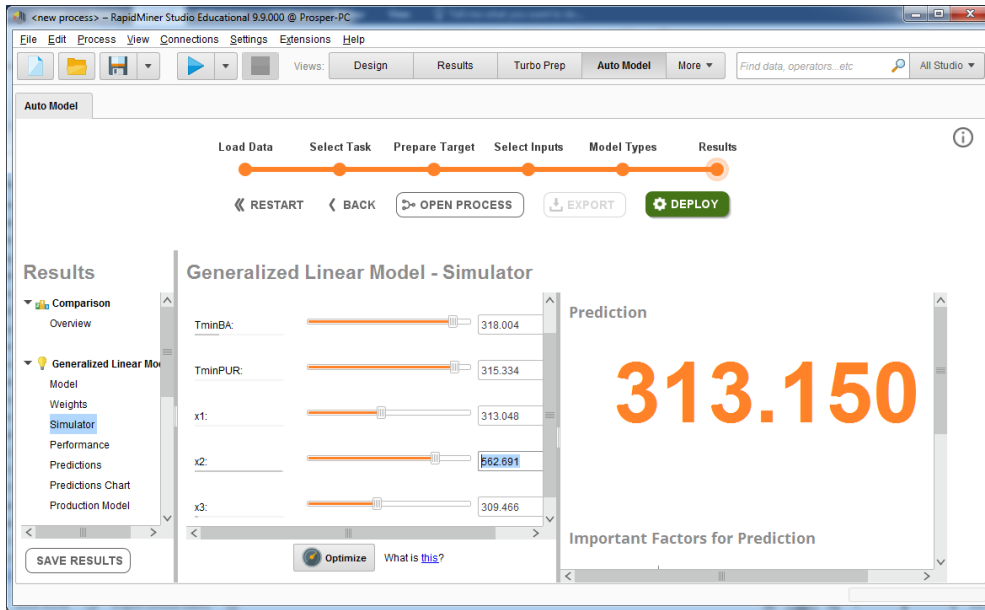 <new process> – RapidMiner Studio Educational 9.9.000 @ Prosper-PC
File Edit Process View Connections Settings Extensions Help
Views: Design Results Turbo Prep Auto Model More Find data, operators...etc All Studio
Auto Model
Load Data Select Task Prepare Target Select Inputs Model Types Results
RESTART BACK OPEN PROCESS EXPORT DEPLOY
Results
Comparison
Overview
Generalized Linear Mo
Model
Weights
Simulator
Performance
Predictions
Predictions Chart
Production Model
SAVE RESULTS
Generalized Linear Model - Simulator
TminBA: 318.004
TminPUR: 315.334
x1: 313.048
x2: 562.691
x3: 309.466
Optimize What is this?
Prediction
313.150
Important Factors for Prediction